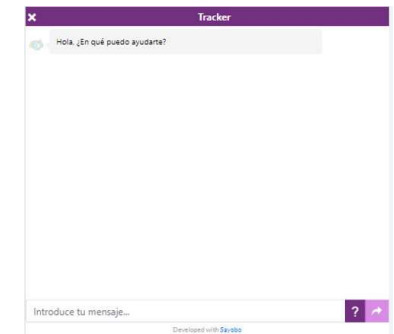 × Tracker
Hola. ¿En qué puedo ayudarte?
Introduce tu mensaje... ?
Developed with Sayobo